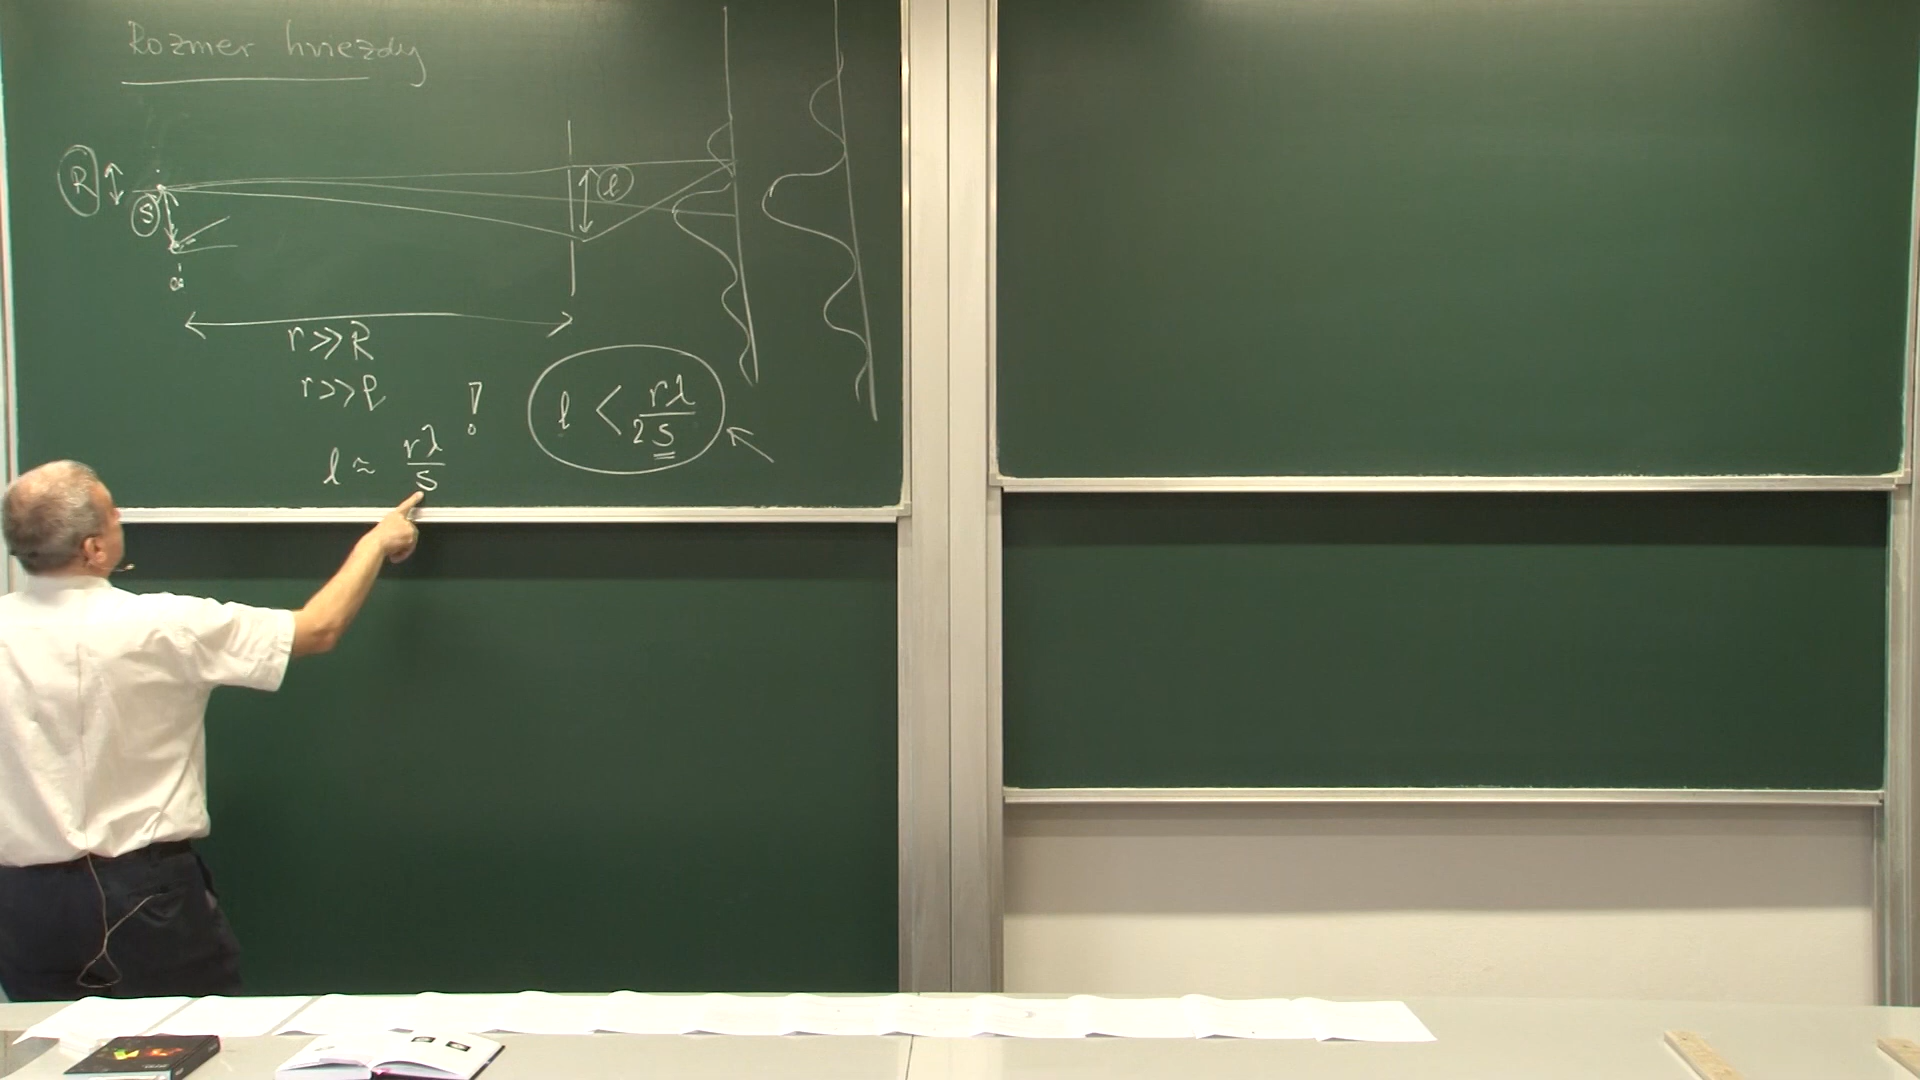 Rozmer hviezdy
R
S
l
r >> R
r >> l
l ≈ rλ/S !
l < rλ/2S